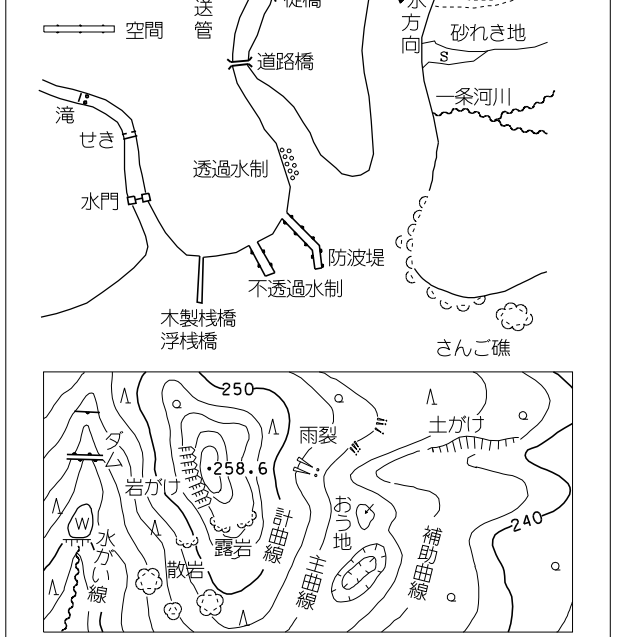 送管
空間
従橋
水方向
砂れき地
s
道路橋
一条河川
滝
せき
透過水制
水門
防波堤
不透過水制
木製桟橋
浮桟橋
さんご礁
250
雨裂
土がけ
ダム
・258.6
岩がけ
おう地
計曲線
補助曲線
240
W
水がい線
露岩
主曲線
散岩